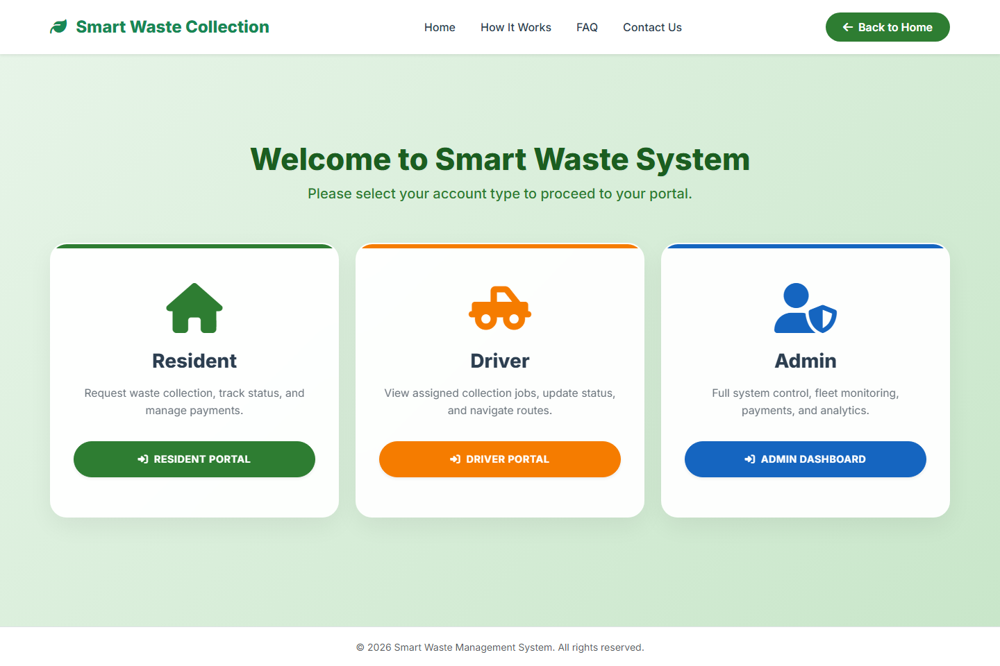 Smart Waste Collection
Home
How It Works
FAQ
Contact Us
Back to Home
Welcome to Smart Waste System
Please select your account type to proceed to your portal.
Resident
Request waste collection, track status, and
manage payments.
RESIDENT PORTAL
Driver
View assigned collection jobs, update status,
and navigate routes.
DRIVER PORTAL
Admin
Full system control, fleet monitoring,
payments, and analytics.
ADMIN DASHBOARD
© 2026 Smart Waste Management System. All rights reserved.